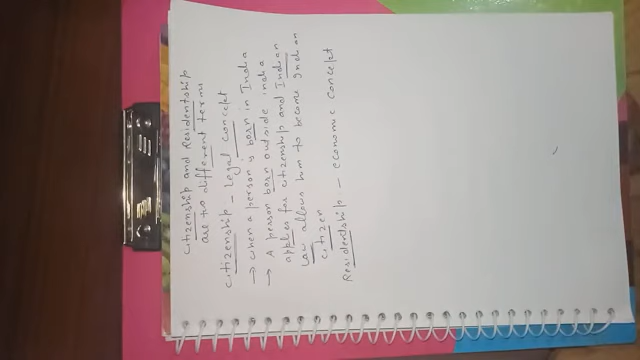 Citizenship and Residentship
are two different terms
Citizenship - legal concept
→ when a person is born in India
→ A person born outside india
applies for citizenship and Indian
law allows him to become Indian
citizen
Residentship - economic concept